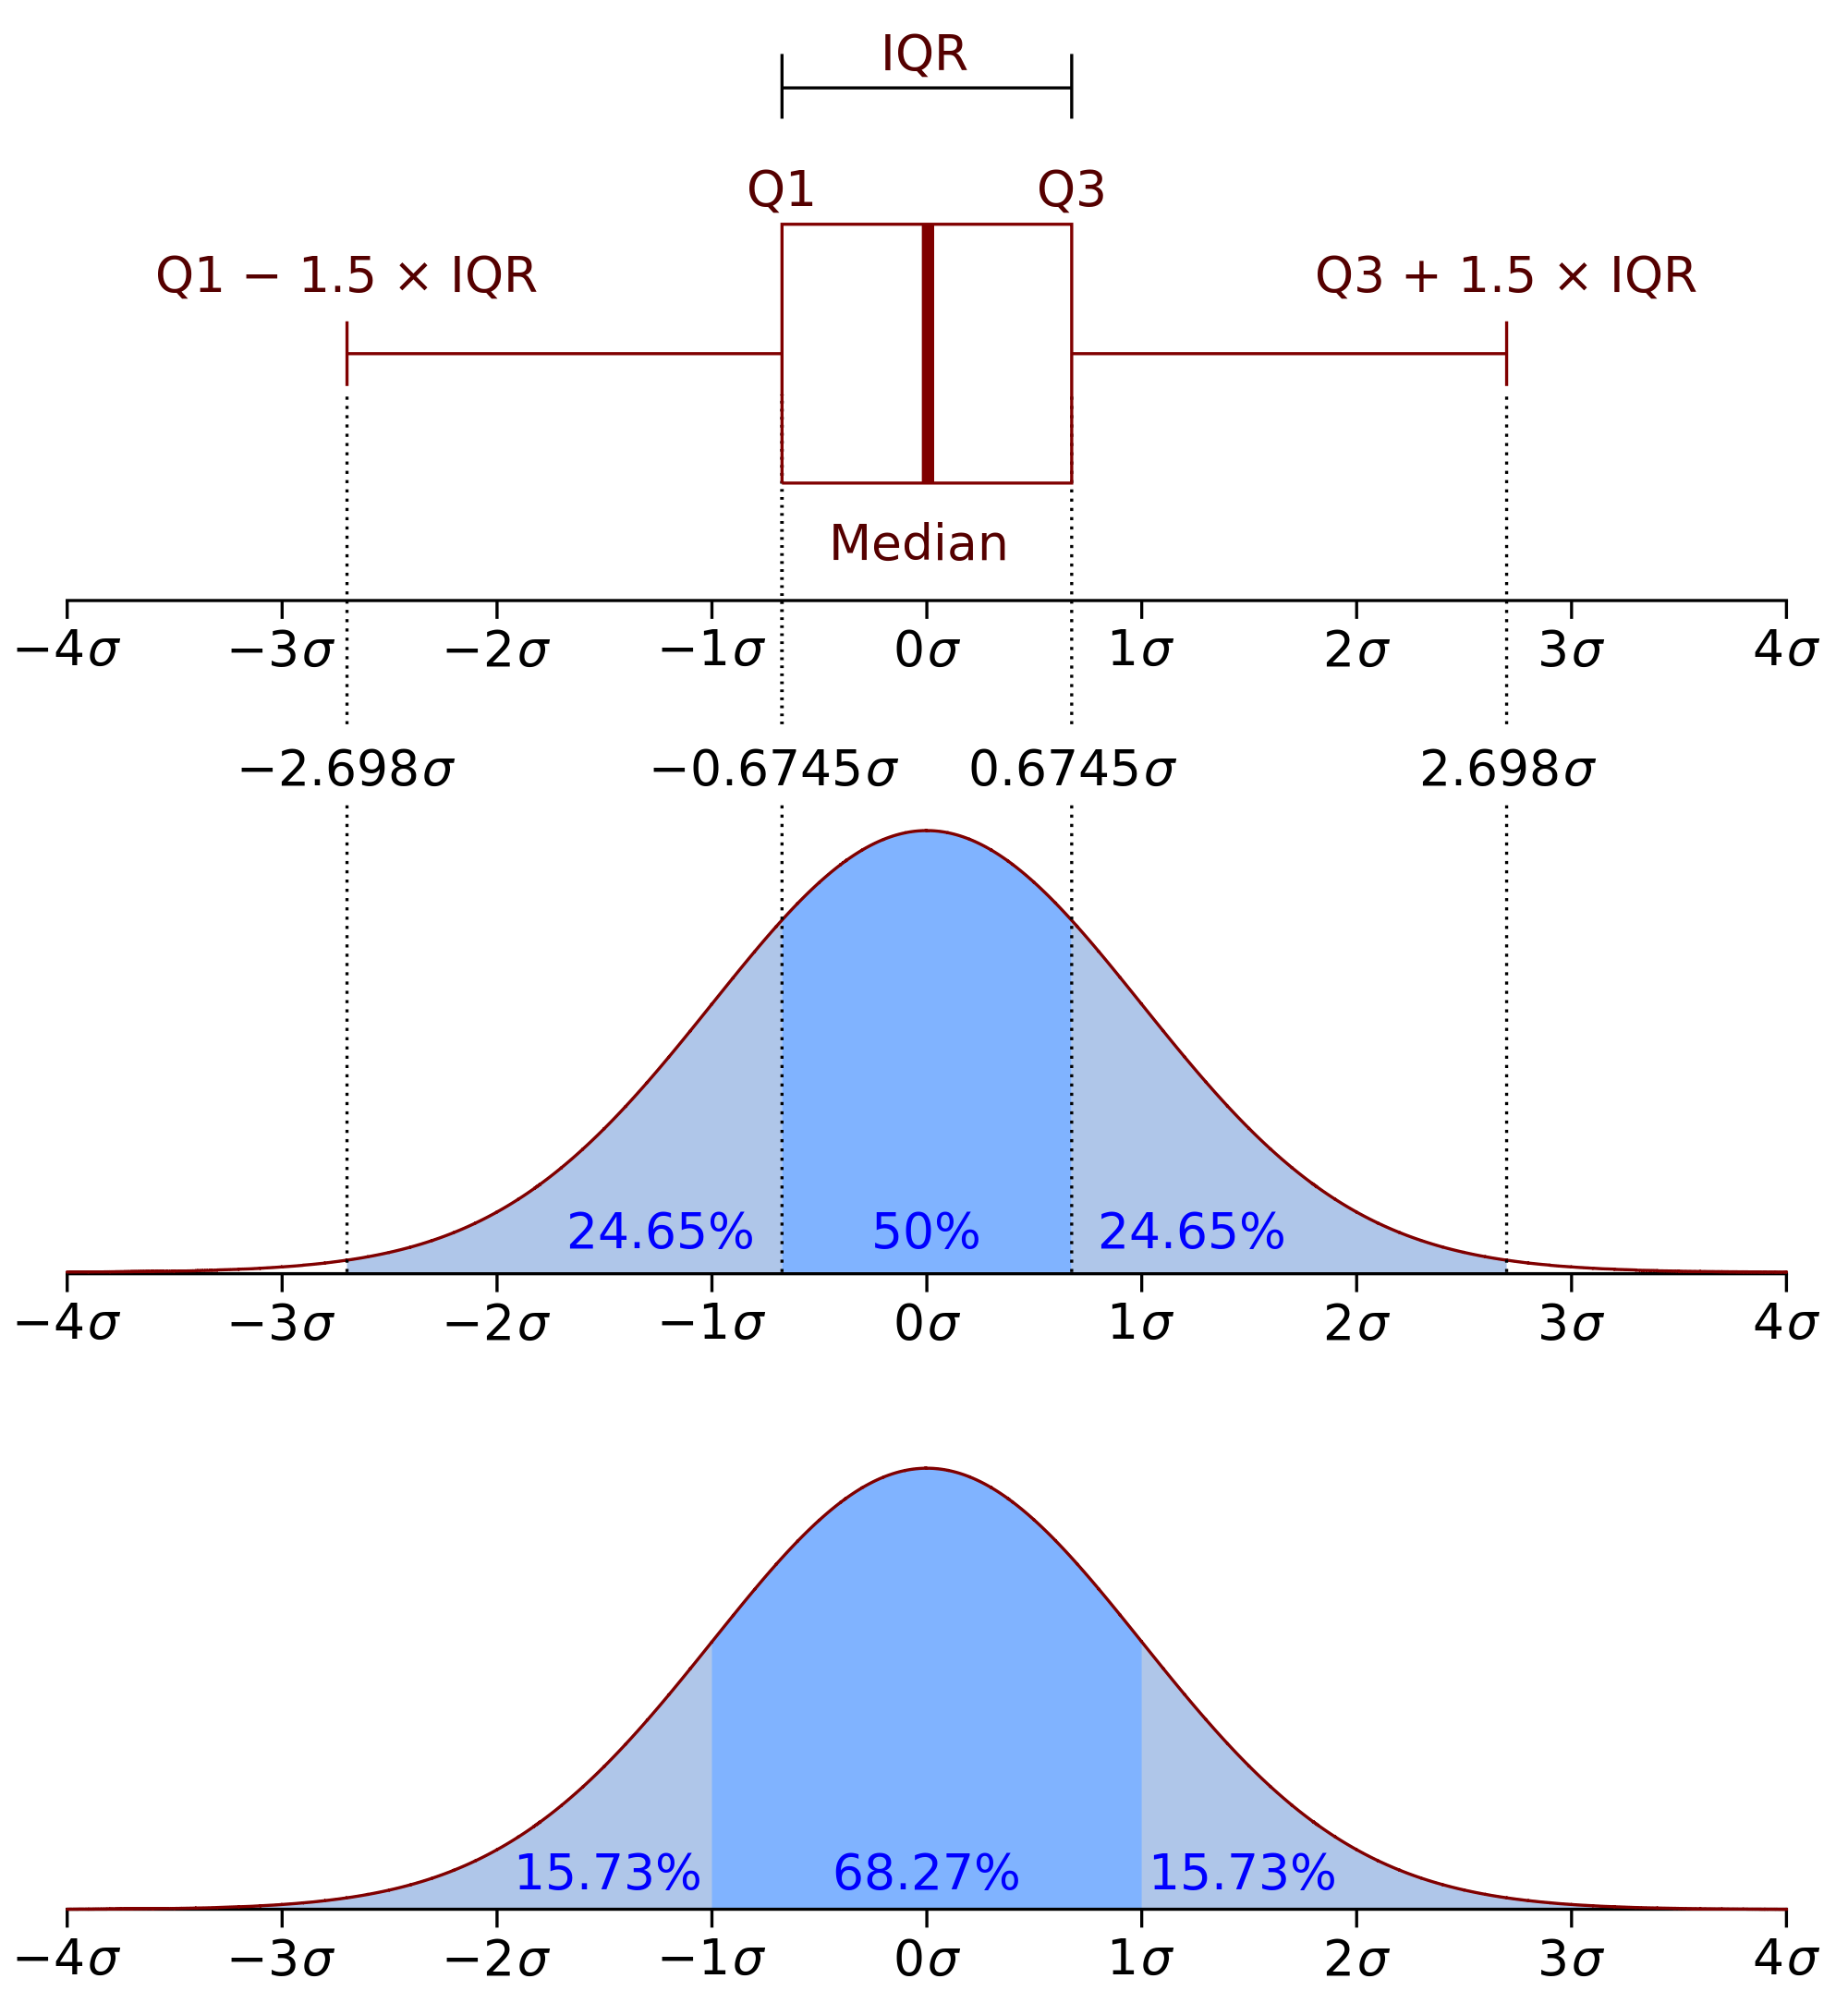 IQR
Q1 Q3
Q1 − 1.5 × IQR Q3 + 1.5 × IQR
Median
−4σ −3σ −2σ −1σ 0σ 1σ 2σ 3σ 4σ
−2.698σ −0.6745σ 0.6745σ 2.698σ
24.65% 50% 24.65%
−4σ −3σ −2σ −1σ 0σ 1σ 2σ 3σ 4σ
15.73% 68.27% 15.73%
−4σ −3σ −2σ −1σ 0σ 1σ 2σ 3σ 4σ